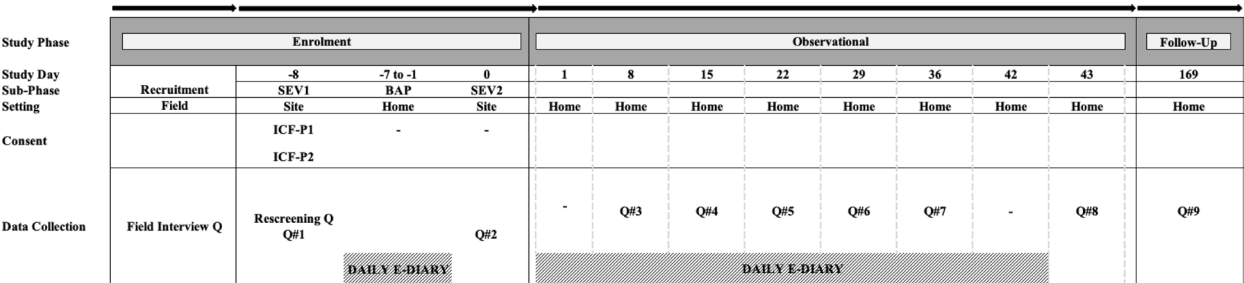 Study Phase Enrolment Observational Follow-Up
Study Day -8 -7 to -1 0 1 8 15 22 29 36 42 43 169
Sub-Phase Recruitment SEV1 BAP SEV2
Setting Field Site Home Site Home Home Home Home Home Home Home Home Home
ICF-P1 - -
Consent
ICF-P2
- Q#3 Q#4 Q#5 Q#6 Q#7 - Q#8 Q#9
Rescreening Q
Data Collection Field Interview Q
Q#1 Q#2
DAILY E-DIARY DAILY E-DIARY